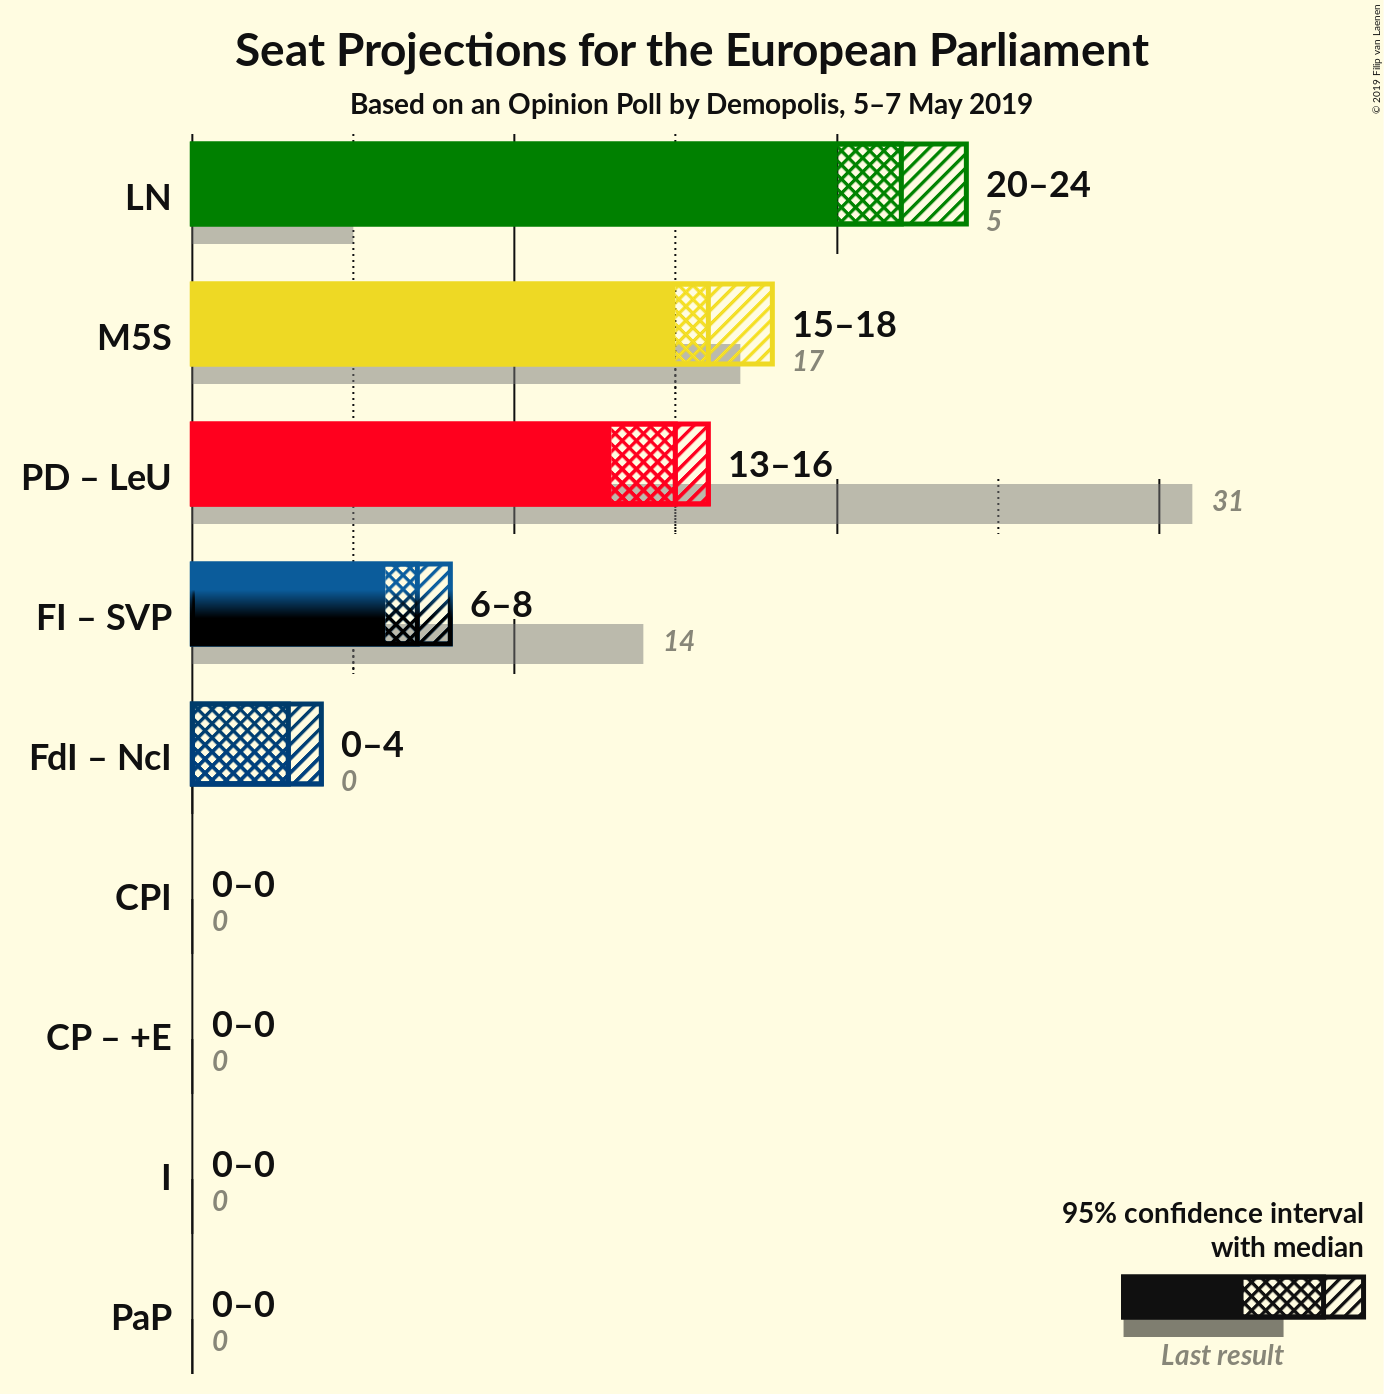 Seat Projections for the European Parliament
Based on an Opinion Poll by Demopolis, 5–7 May 2019
© 2019 Filip van Laenen
LN
20–24
5
M5S
15–18
17
PD – LeU
13–16
31
FI – SVP
6–8
14
FdI – NcI
0–4
0
CPI
0–0
0
CP – +E
0–0
0
I
0–0
0
PaP
0–0
0
95% confidence interval
with median
Last result